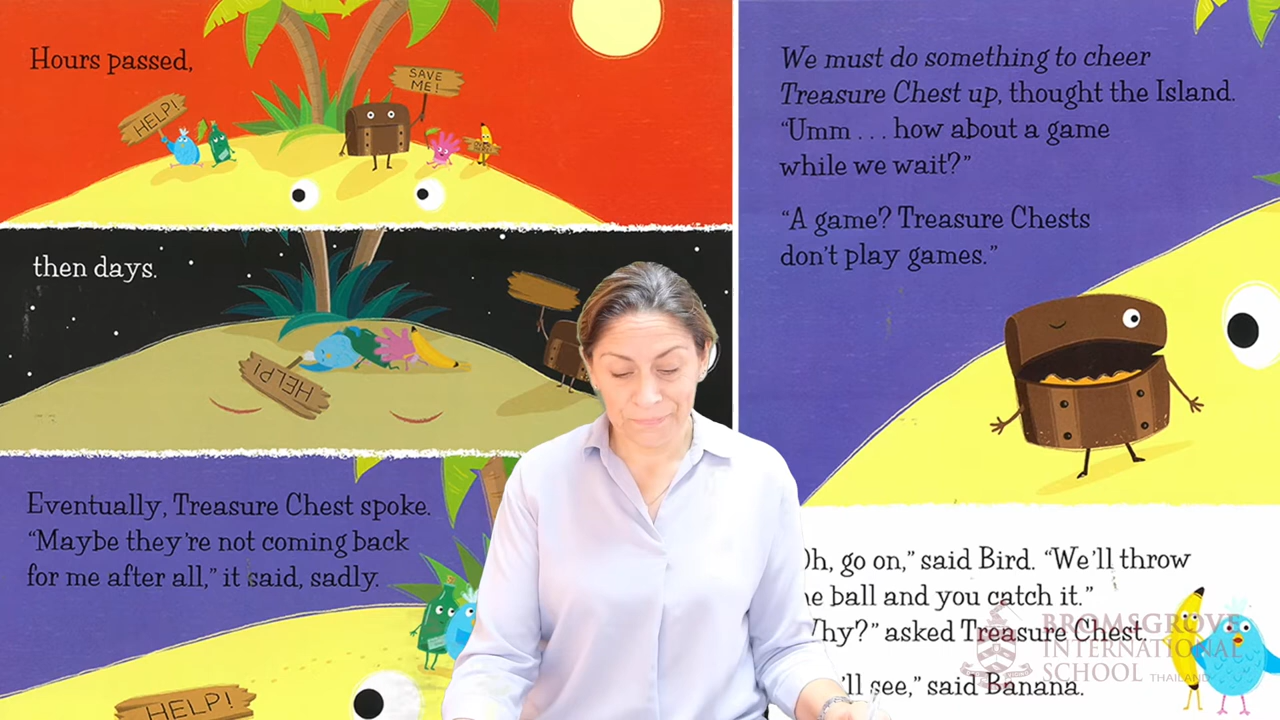 Hours passed,
HELP!
SAVE
ME!
then days.
HELP!
Eventually, Treasure Chest spoke.
"Maybe they're not coming back
for me after all," it said, sadly.
HELP!
We must do something to cheer
Treasure Chest up, thought the Island.
"Umm . . . how about a game
while we wait?"
"A game? Treasure Chests
don't play games."
go on," said Bird. "We'll throw
ball and you catch it."
asked Treasure Chest.
see," said Banana.
BROMSGROVE
INTERNATIONAL
SCHOOL THAILAND